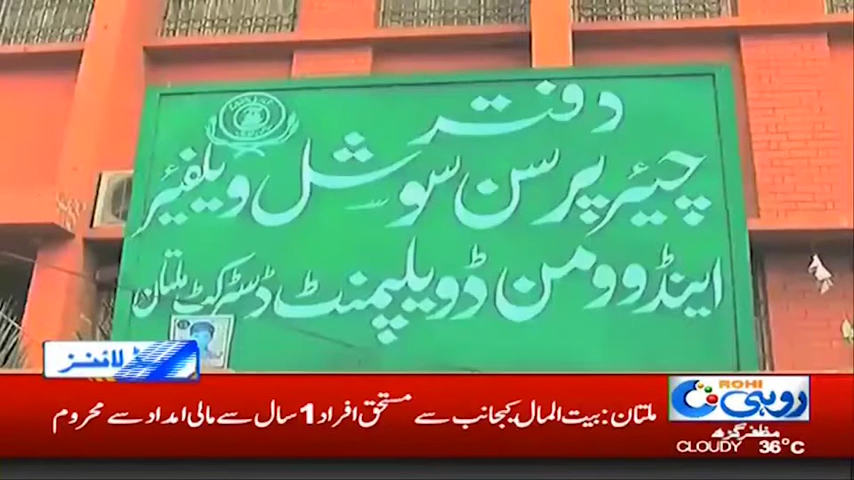 دفتر
چیئرپرسن سوشل ویلفیئر
اینڈ وومن ڈویلپمنٹ ڈسٹرکٹ ملتان
ہیڈلائنز
ملتان: بیت المال کیجانب سے مستحق افراد 1 سال سے مالی امداد سے محروم
ROHI
روہی
مظفرگڑھ
CLOUDY 36°C